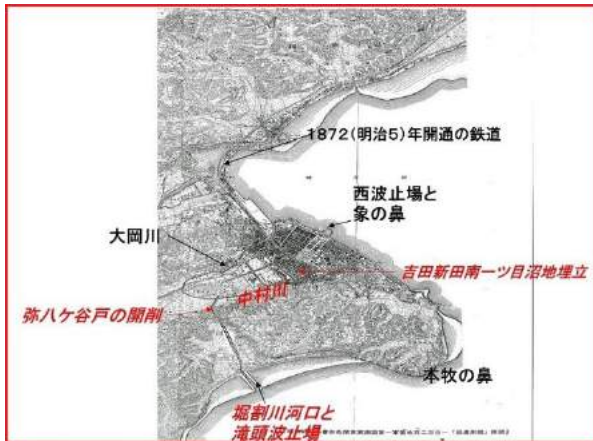 1872(明治5)年開通の鉄道
西波止場と
象の鼻
大岡川
吉田新田南一ツ目沼地埋立
中村川
弥八ケ谷戸の開削
本牧の鼻
堀割川河口と
滝頭波止場